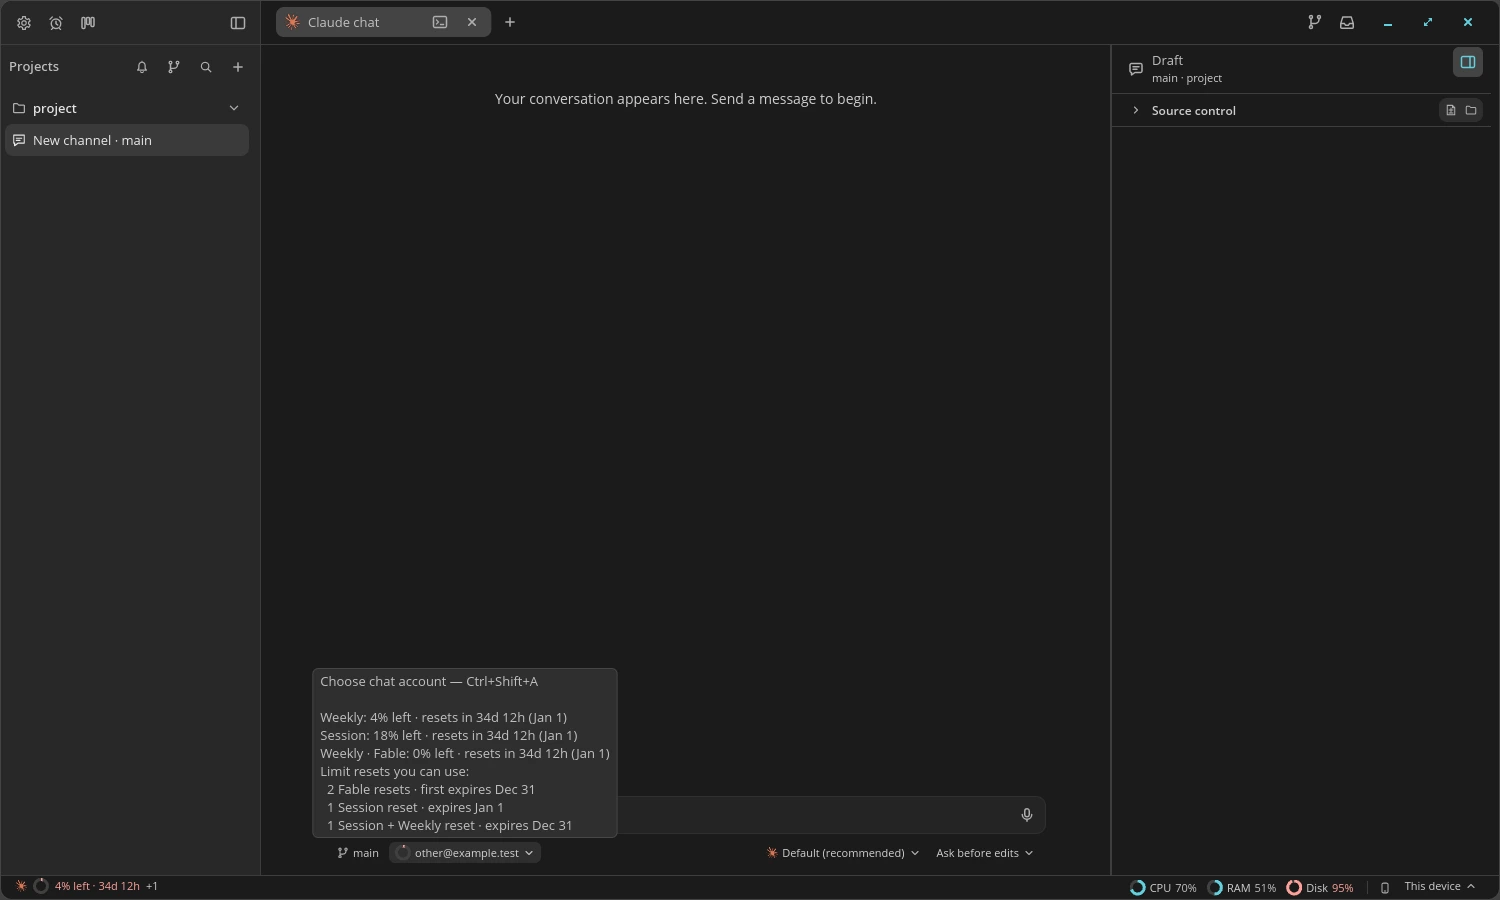 Claude chat
Projects
project
New channel · main
Your conversation appears here. Send a message to begin.
Draft
main · project
Source control
Choose chat account — Ctrl+Shift+A
Weekly: 4% left · resets in 34d 12h (Jan 1)
Session: 18% left · resets in 34d 12h (Jan 1)
Weekly · Fable: 0% left · resets in 34d 12h (Jan 1)
Limit resets you can use:
2 Fable resets · first expires Dec 31
1 Session reset · expires Jan 1
1 Session + Weekly reset · expires Dec 31
main
other@example.test
Default (recommended)
Ask before edits
4% left · 34d 12h +1
CPU 70% RAM 51% Disk 95% This device